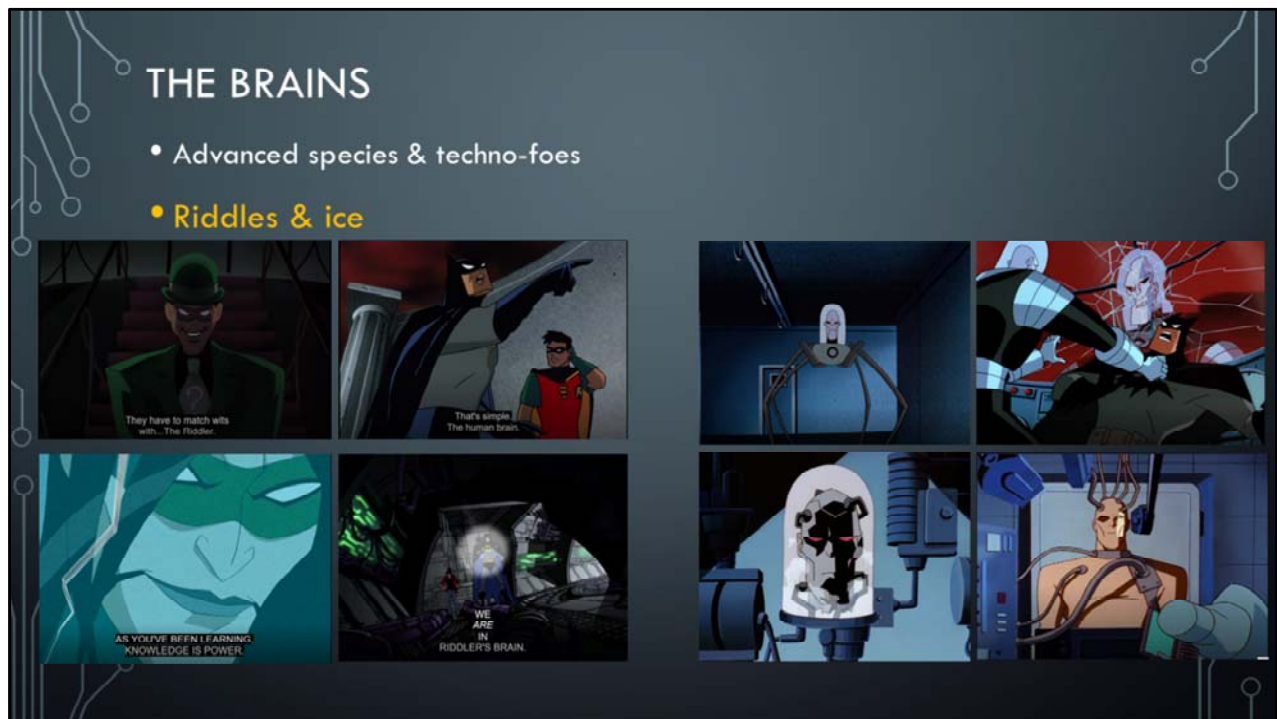 THE BRAINS
• Advanced species & techno-foes
• Riddles & ice
They have to match wits
with...The Riddler.
That's simple.
The human brain.
AS YOU'VE BEEN LEARNING,
KNOWLEDGE IS POWER.
WE
ARE
IN
RIDDLER'S BRAIN.